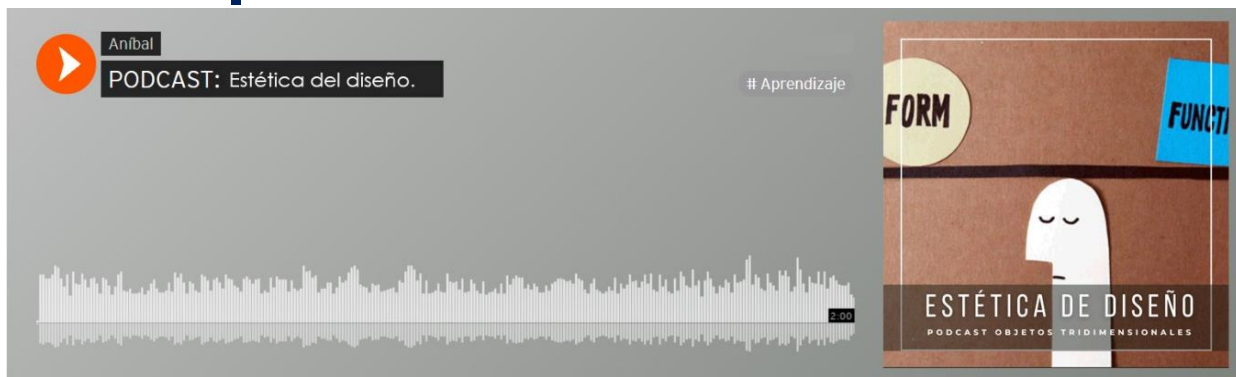 Aníbal
PODCAST: Estética del diseño.
# Aprendizaje
2:00
FORM
FUNCTI
ESTÉTICA DE DISEÑO
PODCAST OBJETOS TRIDIMENSIONALES